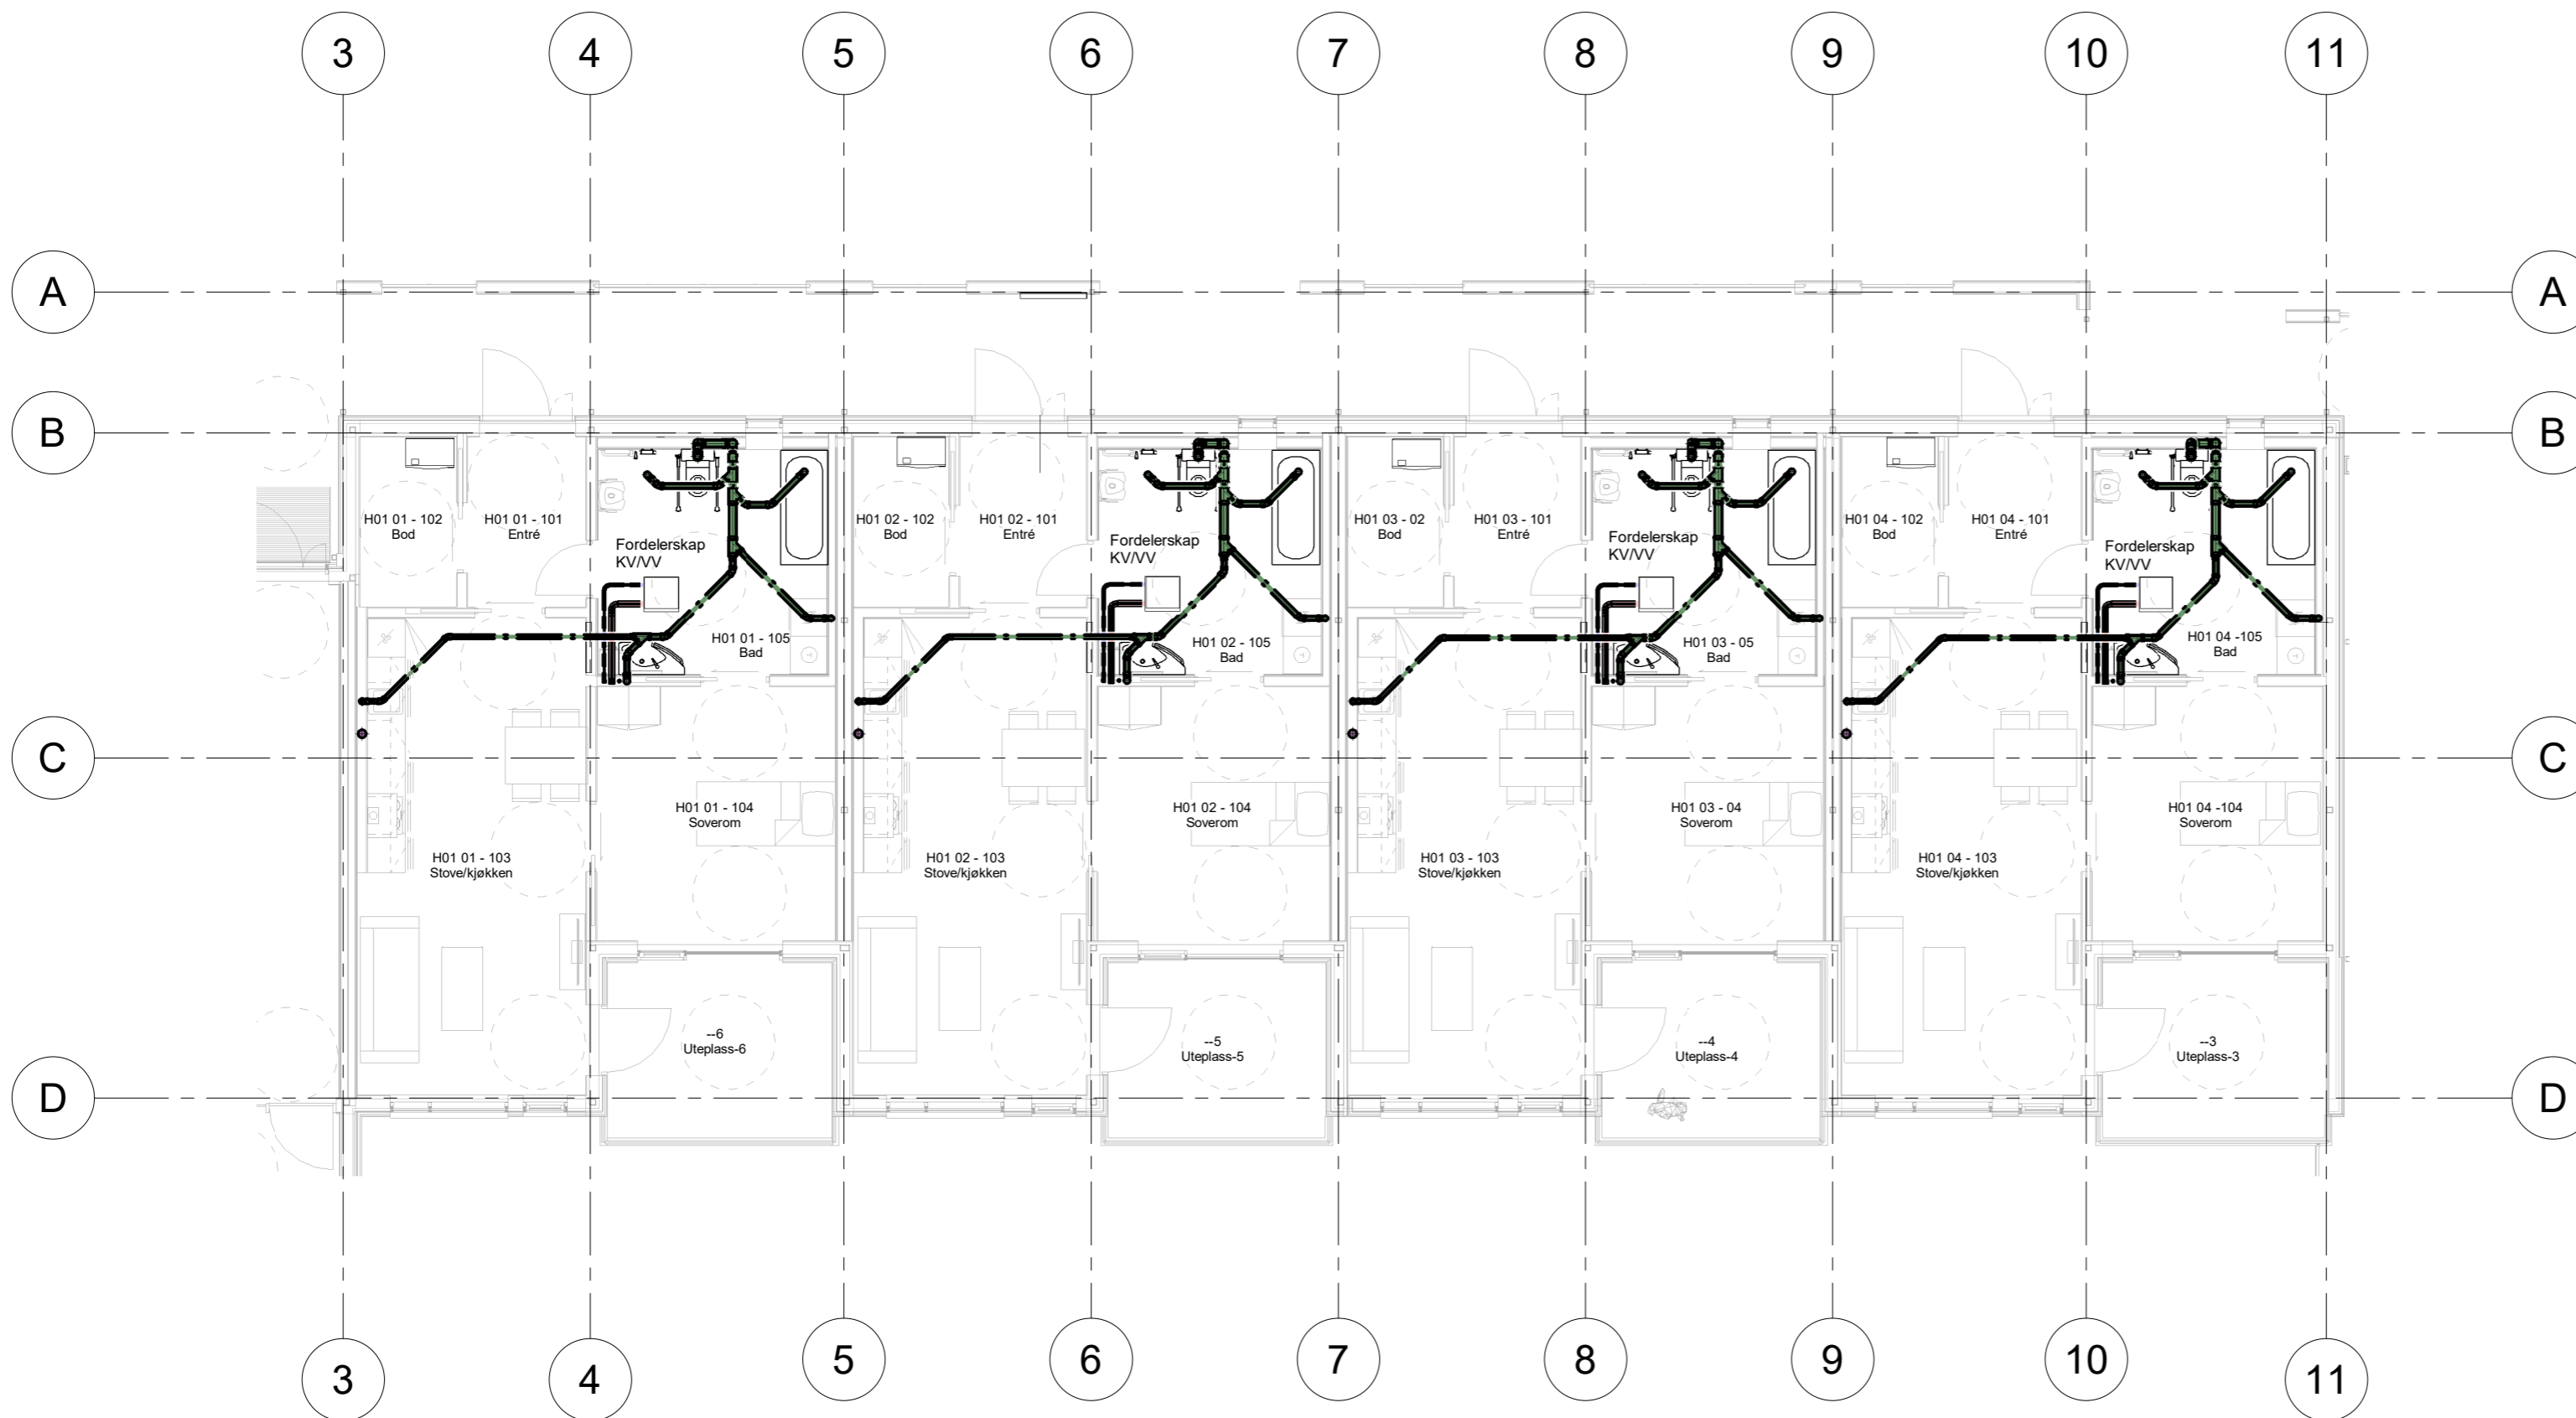 3
4
5
6
7
8
9
10
11
A
A
B
B
H01 01 - 102
Bod
H01 01 - 101
Entré
Fordelerskap
KV/VV
H01 02 - 102
Bod
H01 02 - 101
Entré
Fordelerskap
KV/VV
H01 03 - 02
Bod
H01 03 - 101
Entré
Fordelerskap
KV/VV
H01 04 - 102
Bod
H01 04 - 101
Entré
Fordelerskap
KV/VV
H01 01 - 105
Bad
H01 02 - 105
Bad
H01 03 - 05
Bad
H01 04 -105
Bad
C
C
H01 01 - 104
Soverom
H01 02 - 104
Soverom
H01 03 - 04
Soverom
H01 04 -104
Soverom
H01 01 - 103
Stove/kjøkken
H01 02 - 103
Stove/kjøkken
H01 03 - 103
Stove/kjøkken
H01 04 - 103
Stove/kjøkken
--6
Uteplass-6
--5
Uteplass-5
--4
Uteplass-4
--3
Uteplass-3
D
D
3
4
5
6
7
8
9
10
11